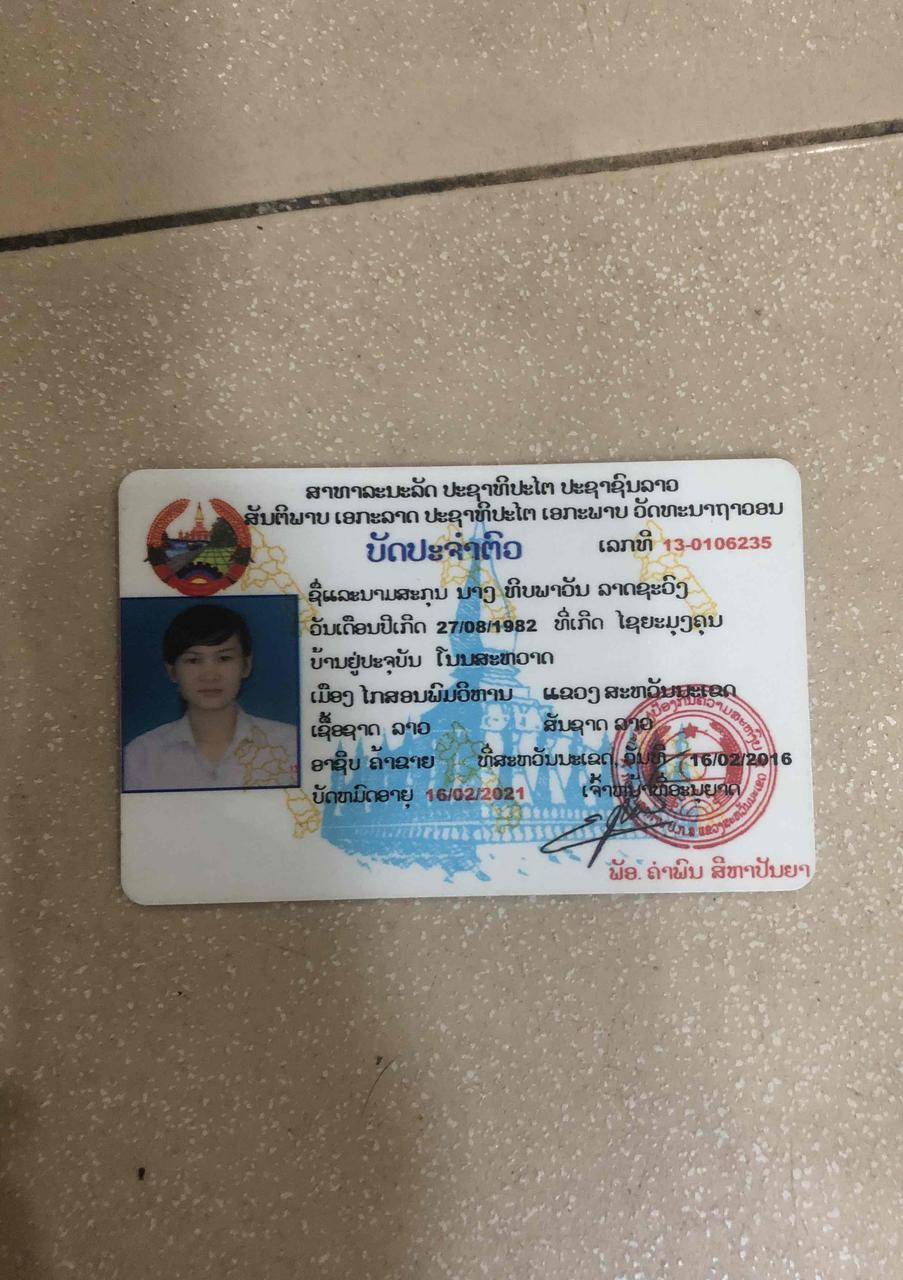 ສາທາລະນະລັດ ປະຊາທິປະໄຕ ປະຊາຊົນລາວ
ສັນຕິພາບ ເອກະລາດ ປະຊາທິປະໄຕ ເອກະພາບ ວັດທະນາຖາວອນ
ບັດປະຈຳຕົວ ເລກທີ 13-0106235
ຊື່ແລະນາມສະກຸນ ນາງ ທິບພາວັນ ລາດຊະວົງ
ວັນເດືອນປີເກີດ 27/08/1982 ທີ່ເກີດ ໄຊຍະມຸງຄຸນ
ບ້ານຢູ່ປະຈຸບັນ ໂນນສະຫວາດ
ເມືອງ ໄກສອນພົມວິຫານ ແຂວງ ສະຫວັນນະເຂດ
ເຊື້ອຊາດ ລາວ ສັນຊາດ ລາວ
ອາຊີບ ຄ້າຂາຍ ທີ່ສະຫວັນນະເຂດ, ວັນທີ 16/02/2016
ບັດຫມົດອາຍຸ 16/02/2021 ເຈົ້າຫນ້າທີ່ອະນຸຍາດ
ພັອ. ຄຳພົນ ສີຫາປັນຍາ